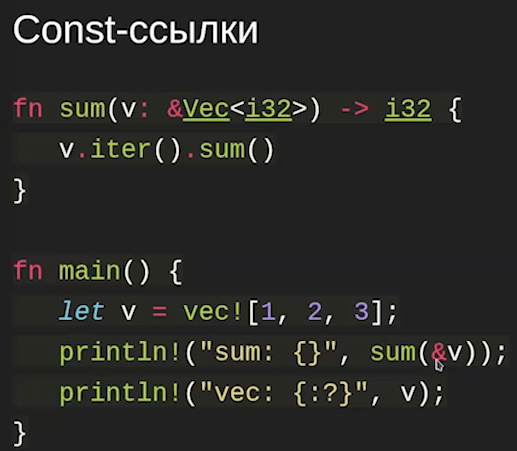 Const-ссылки
fn sum(v: &Vec<i32>) -> i32 {
v.iter().sum()
}
fn main() {
let v = vec![1, 2, 3];
println!("sum: {}", sum(&v));
println!("vec: {:?}", v);
}